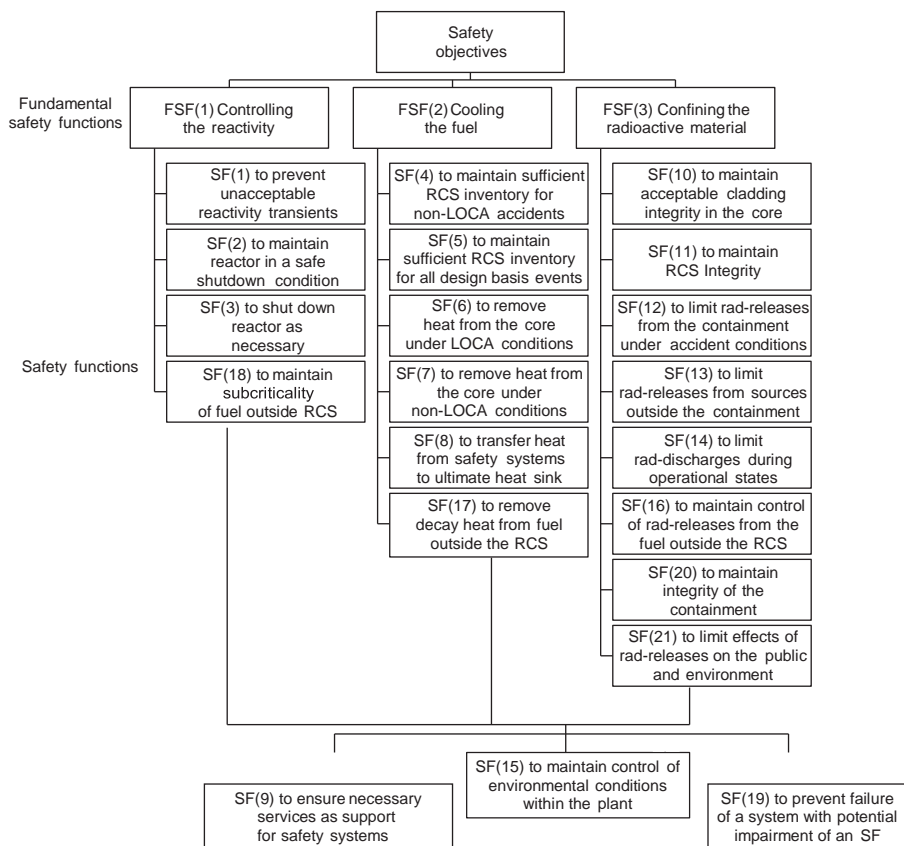 Safety
objectives
Fundamental
safety functions
FSF(1) Controlling
the reactivity
FSF(2) Cooling
the fuel
FSF(3) Confining the
radioactive material
SF(1) to prevent
unacceptable
reactivity transients
SF(2) to maintain
reactor in a safe
shutdown condition
SF(3) to shut down
reactor as
necessary
SF(18) to maintain
subcriticality
of fuel outside RCS
Safety functions
SF(4) to maintain sufficient
RCS inventory for
non-LOCA accidents
SF(5) to maintain
sufficient RCS inventory
for all design basis events
SF(6) to remove
heat from the core
under LOCA conditions
SF(7) to remove heat from
the core under
non-LOCA conditions
SF(8) to transfer heat
from safety systems
to ultimate heat sink
SF(17) to remove
decay heat from fuel
outside the RCS
SF(10) to maintain
acceptable cladding
integrity in the core
SF(11) to maintain
RCS Integrity
SF(12) to limit rad-releases
from the containment
under accident conditions
SF(13) to limit
rad-releases from sources
outside the containment
SF(14) to limit
rad-discharges during
operational states
SF(16) to maintain control
of rad-releases from the
fuel outside the RCS
SF(20) to maintain
integrity of the
containment
SF(21) to limit effects of
rad-releases on the public
and environment
SF(9) to ensure necessary
services as support
for safety systems
SF(15) to maintain control of
environmental conditions
within the plant
SF(19) to prevent failure
of a system with potential
impairment of an SF